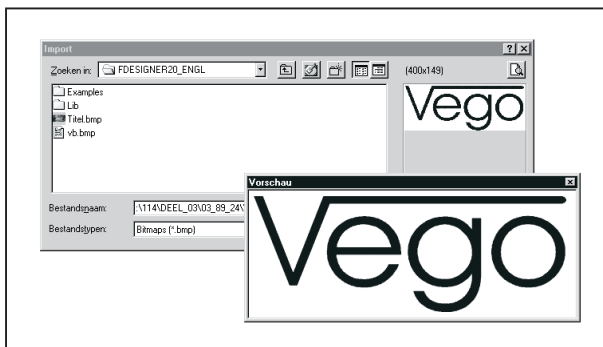 Import
Zoeken in: FDESIGNER20_ENGL
(400x149)
Examples
Lib
Titel.bmp
vb.bmp
Vego
Vorschau
Vego
Bestandsnaam: :\114\DEEL_03\03_89_24\
Bestandstypen: Bitmaps (*.bmp)